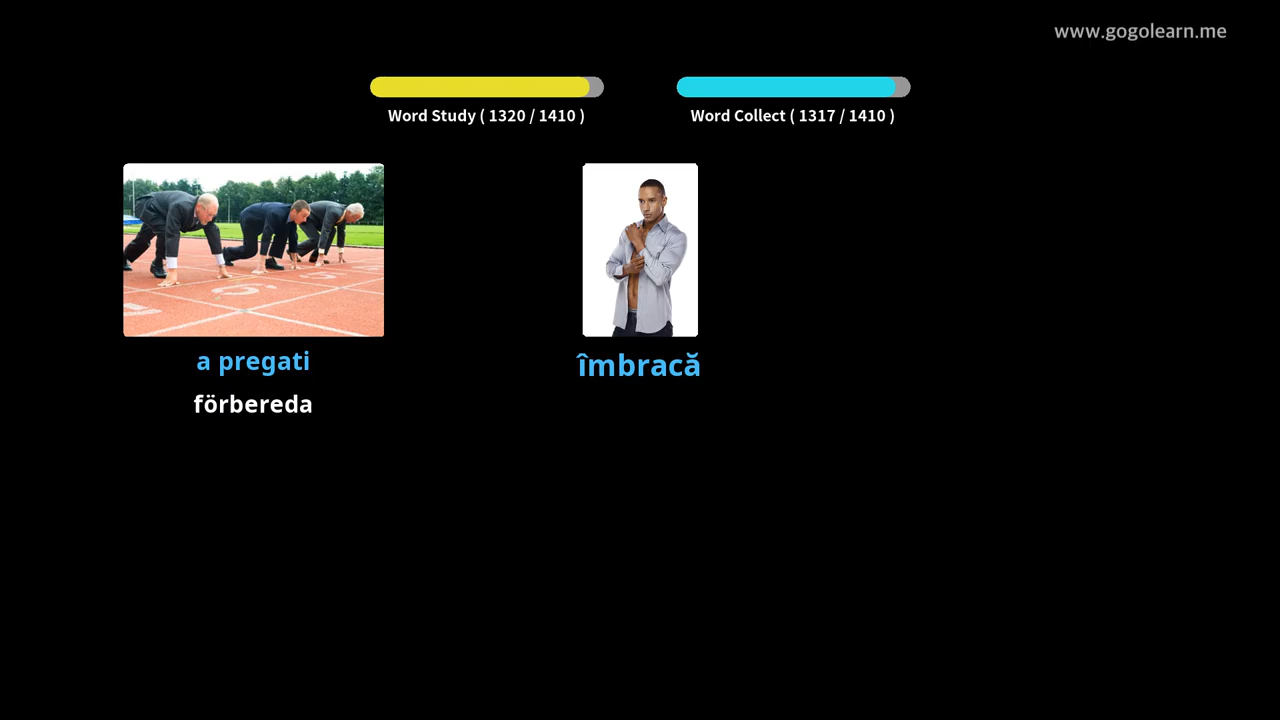 www.gogolearn.me
Word Study ( 1320 / 1410 )
Word Collect ( 1317 / 1410 )
a pregati
förbereda
îmbracă